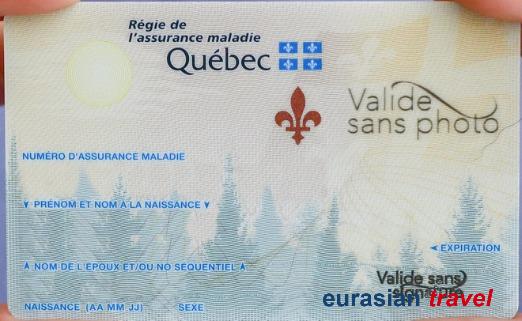 Régie de
l'assurance maladie
Québec
Valide
sans photo
NUMÉRO D'ASSURANCE MALADIE
PRÉNOM ET NOM À LA NAISSANCE
EXPIRATION
NOM DE L'ÉPOUX ET/OU NO SÉQUENTIEL
Valide sans
signature
eurasian travel
NAISSANCE (AA MM JJ) SEXE